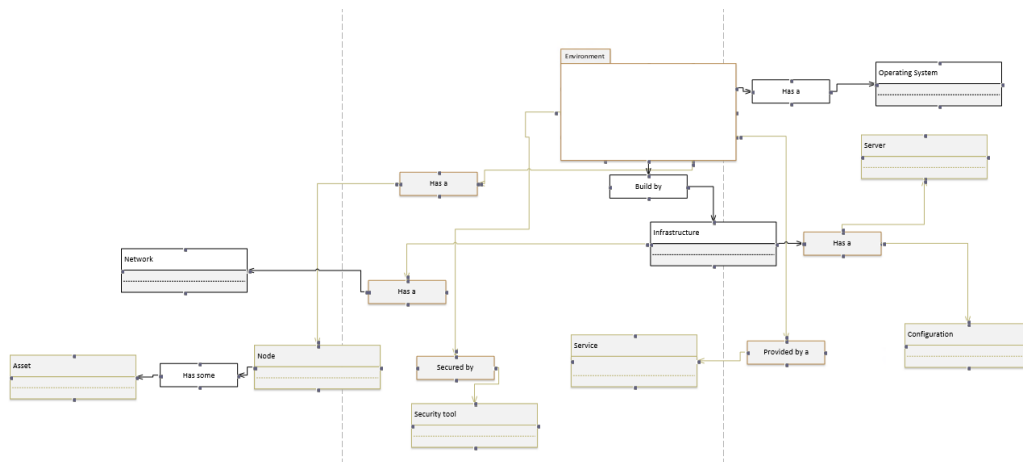 Environment
Operating System
Has a
Server
Has a
Build by
Infrastructure
Has a
Network
Has a
Service
Provided by a
Configuration
Node
Asset
Has some
Secured by
Security tool